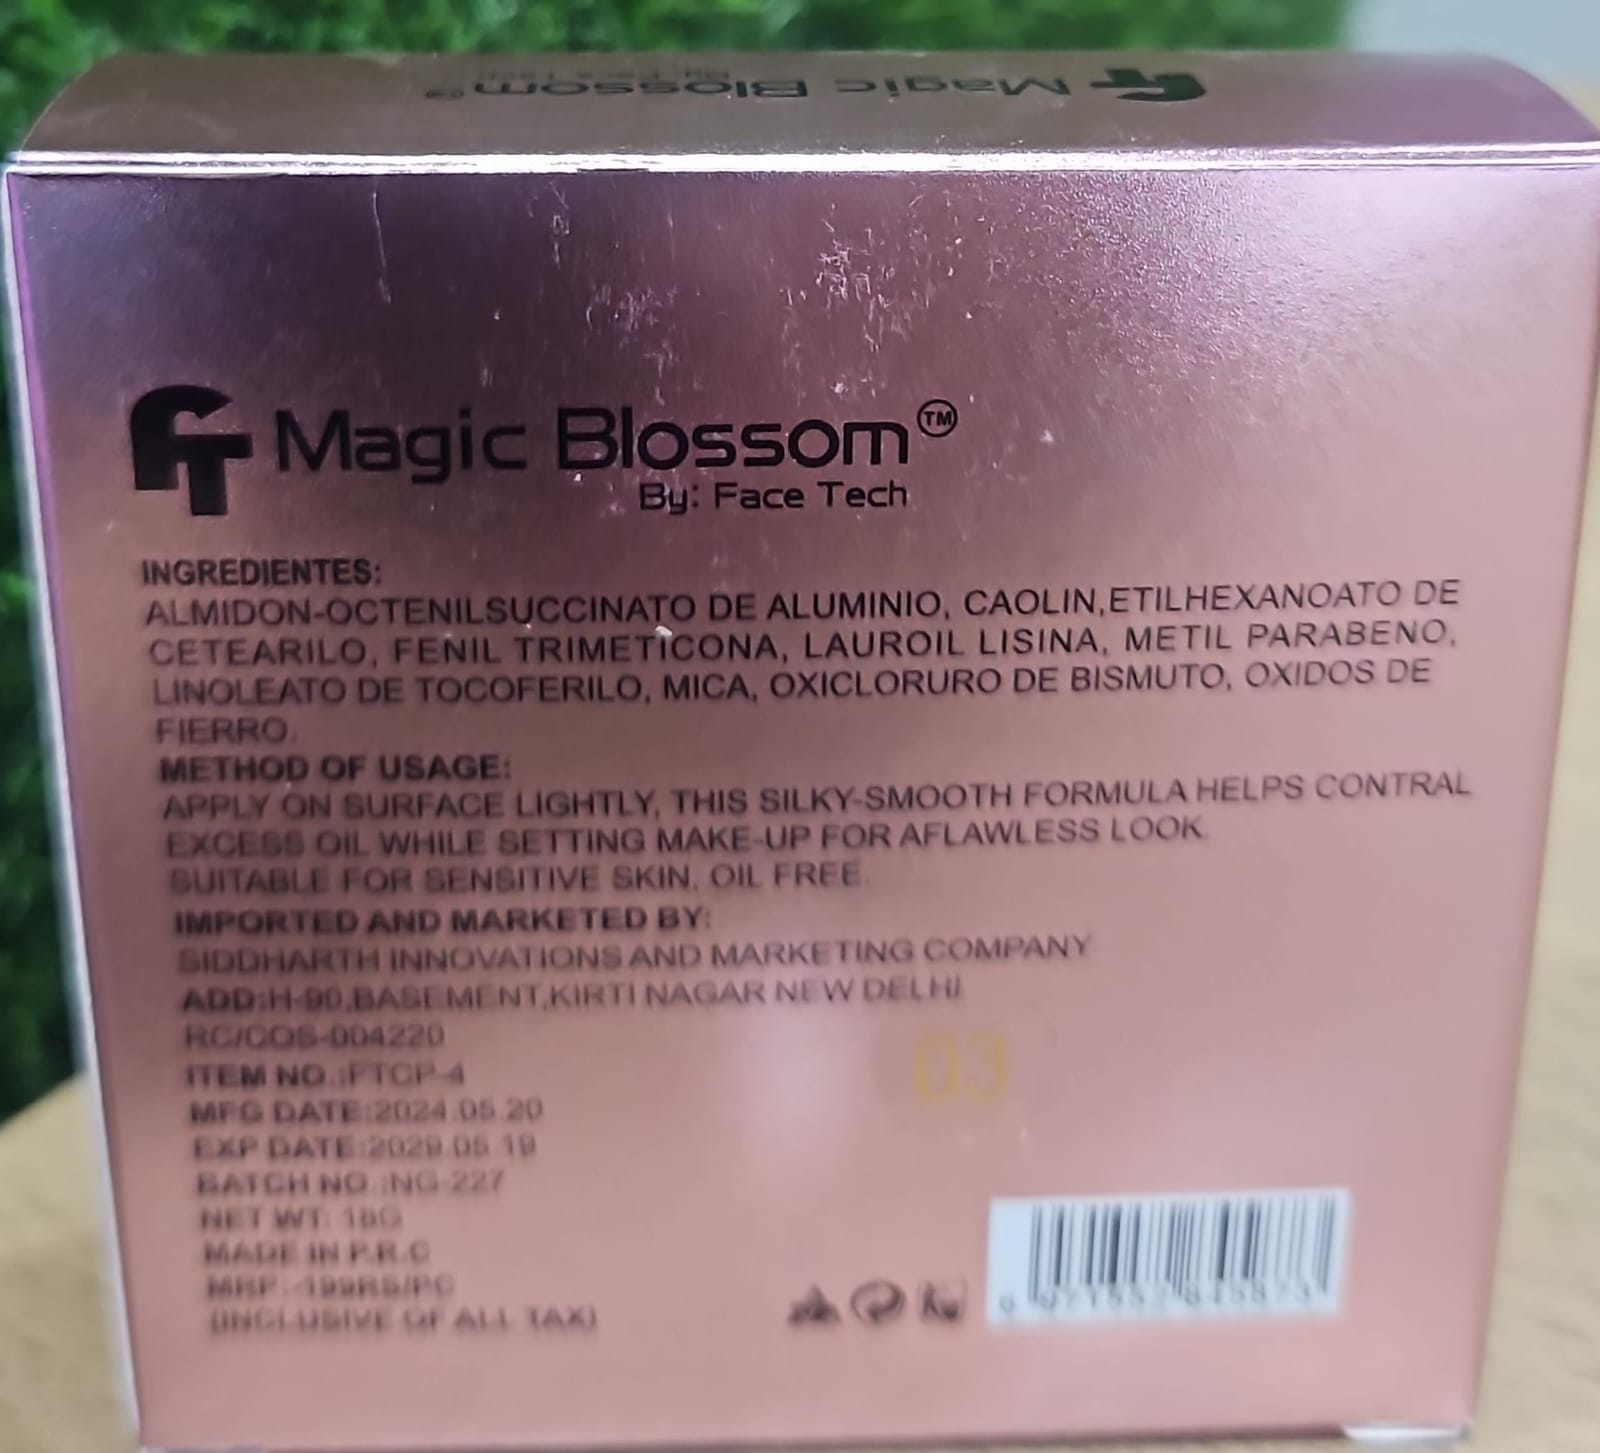 FT Magic Blossom
FT Magic Blossom™
By: Face Tech
INGREDIENTES:
ALMIDON-OCTENILSUCCINATO DE ALUMINIO, CAOLIN,ETILHEXANOATO DE
CETEARILO, FENIL TRIMETICONA, LAUROIL LISINA, METIL PARABENO,
LINOLEATO DE TOCOFERILO, MICA, OXICLORURO DE BISMUTO, OXIDOS DE
FIERRO.
METHOD OF USAGE:
APPLY ON SURFACE LIGHTLY, THIS SILKY-SMOOTH FORMULA HELPS CONTRAL
EXCESS OIL WHILE SETTING MAKE-UP FOR AFLAWLESS LOOK.
SUITABLE FOR SENSITIVE SKIN, OIL FREE.
IMPORTED AND MARKETED BY:
SIDDHARTH INNOVATIONS AND MARKETING COMPANY
ADD:H-90,BASEMENT,KIRTI NAGAR NEW DELHI
RC/COS-004220
03
ITEM NO.:FTCP-4
MFG DATE:2024.05.20
EXP DATE:2029.05.19
BATCH NO.:NG-227
NET WT: 18G
MADE IN P.R.C
MRP:-199RS/PC
(INCLUSIVE OF ALL TAX)